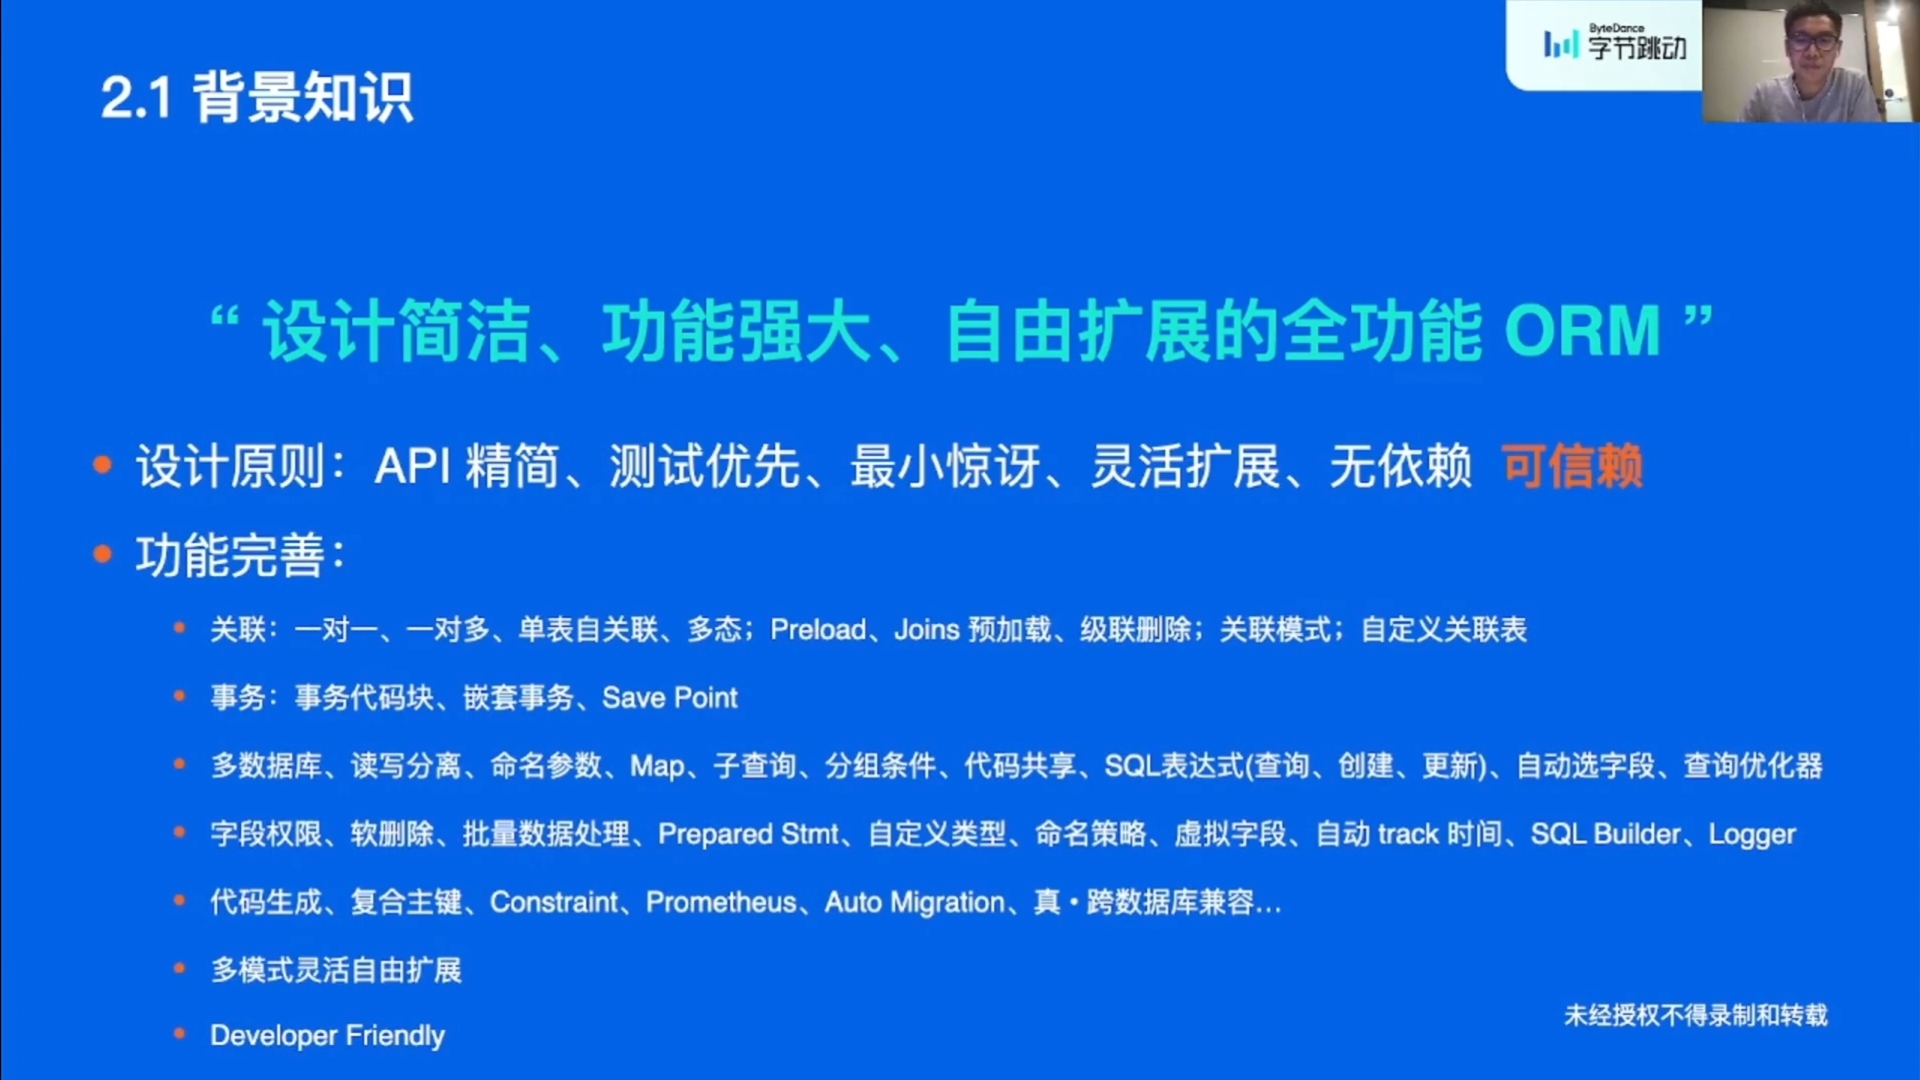 2.1 背景知识
ByteDance
字节跳动
“ 设计简洁、功能强大、自由扩展的全功能 ORM ”
设计原则：API 精简、测试优先、最小惊讶、灵活扩展、无依赖 可信赖
功能完善：
关联：一对一、一对多、单表自关联、多态；Preload、Joins 预加载、级联删除；关联模式；自定义关联表
事务：事务代码块、嵌套事务、Save Point
多数据库、读写分离、命名参数、Map、子查询、分组条件、代码共享、SQL表达式(查询、创建、更新)、自动选字段、查询优化器
字段权限、软删除、批量数据处理、Prepared Stmt、自定义类型、命名策略、虚拟字段、自动 track 时间、SQL Builder、Logger
代码生成、复合主键、Constraint、Prometheus、Auto Migration、真 • 跨数据库兼容...
多模式灵活自由扩展
Developer Friendly
未经授权不得录制和转载